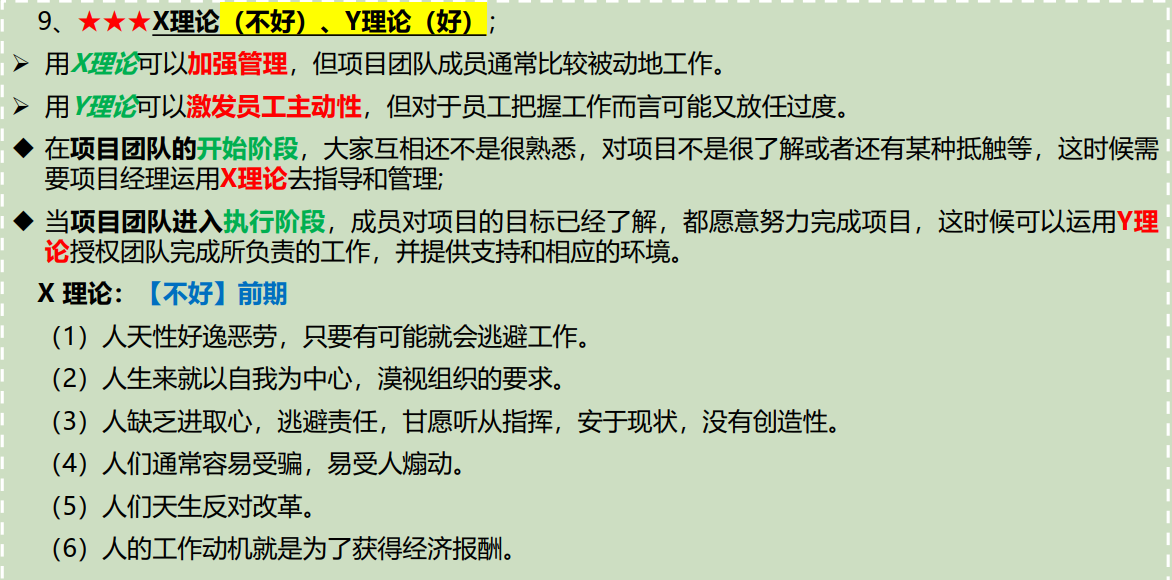 9、★★★X理论（不好）、Y理论（好）;
➢ 用X理论可以加强管理，但项目团队成员通常比较被动地工作。
➢ 用Y理论可以激发员工主动性，但对于员工把握工作而言可能又放任过度。
◆ 在项目团队的开始阶段，大家互相还不是很熟悉，对项目不是很了解或者还有某种抵触等，这时候需
要项目经理运用X理论去指导和管理;
◆ 当项目团队进入执行阶段，成员对项目的目标已经了解，都愿意努力完成项目，这时候可以运用Y理
论授权团队完成所负责的工作，并提供支持和相应的环境。
X 理论：【不好】前期
（1）人天性好逸恶劳，只要有可能就会逃避工作。
（2）人生来就以自我为中心，漠视组织的要求。
（3）人缺乏进取心，逃避责任，甘愿听从指挥，安于现状，没有创造性。
（4）人们通常容易受骗，易受人煽动。
（5）人们天生反对改革。
（6）人的工作动机就是为了获得经济报酬。